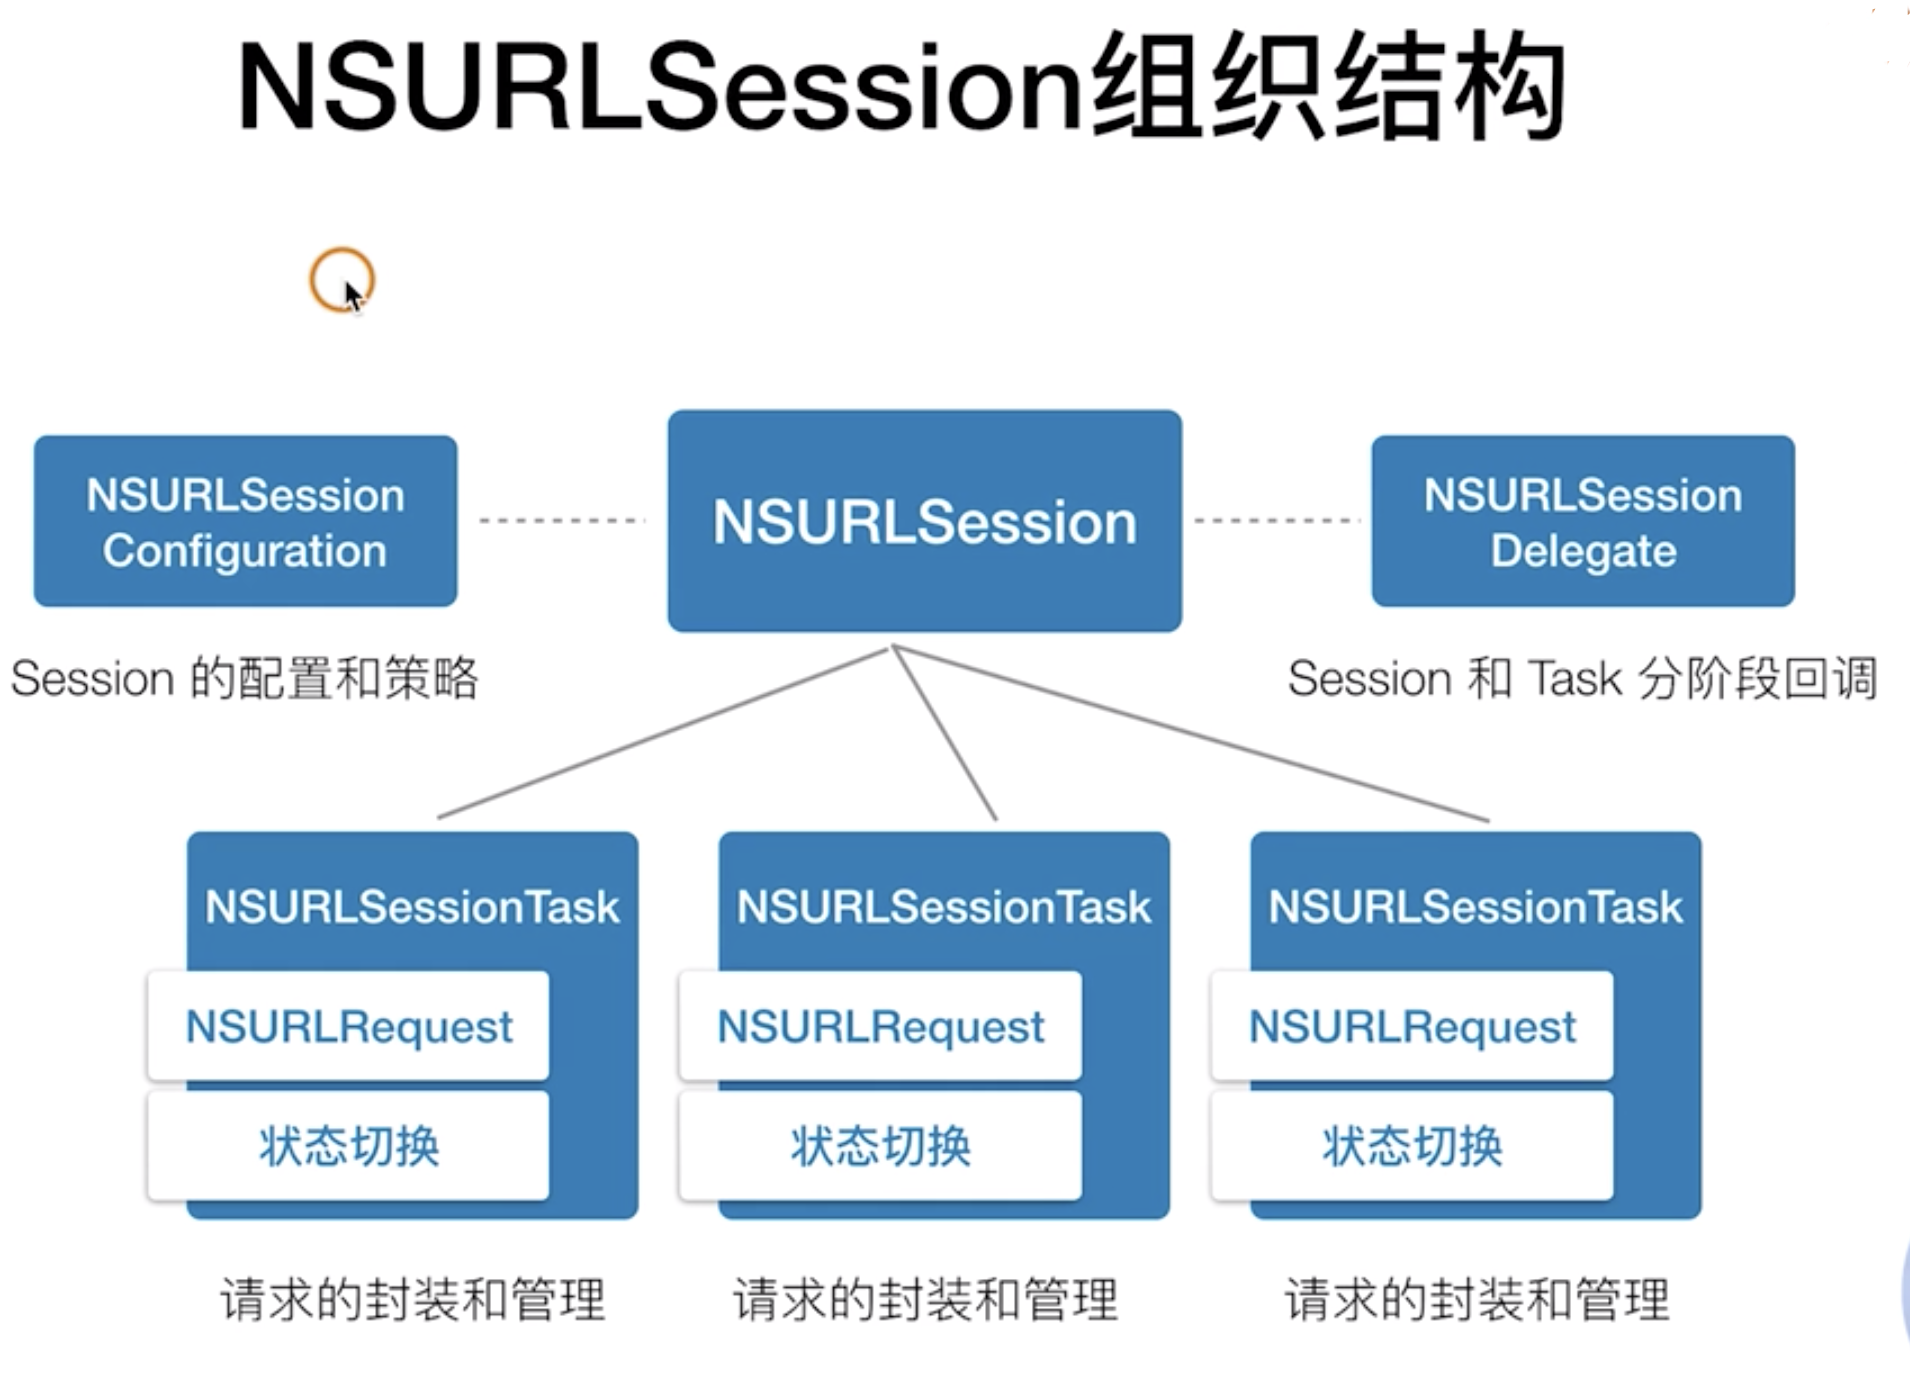 NSURLSession组织结构
NSURLSession
Configuration
NSURLSession
NSURLSession
Delegate
Session 的配置和策略
Session 和 Task 分阶段回调
NSURLSessionTask
NSURLRequest
状态切换
请求的封装和管理
NSURLSessionTask
NSURLRequest
状态切换
请求的封装和管理
NSURLSessionTask
NSURLRequest
状态切换
请求的封装和管理